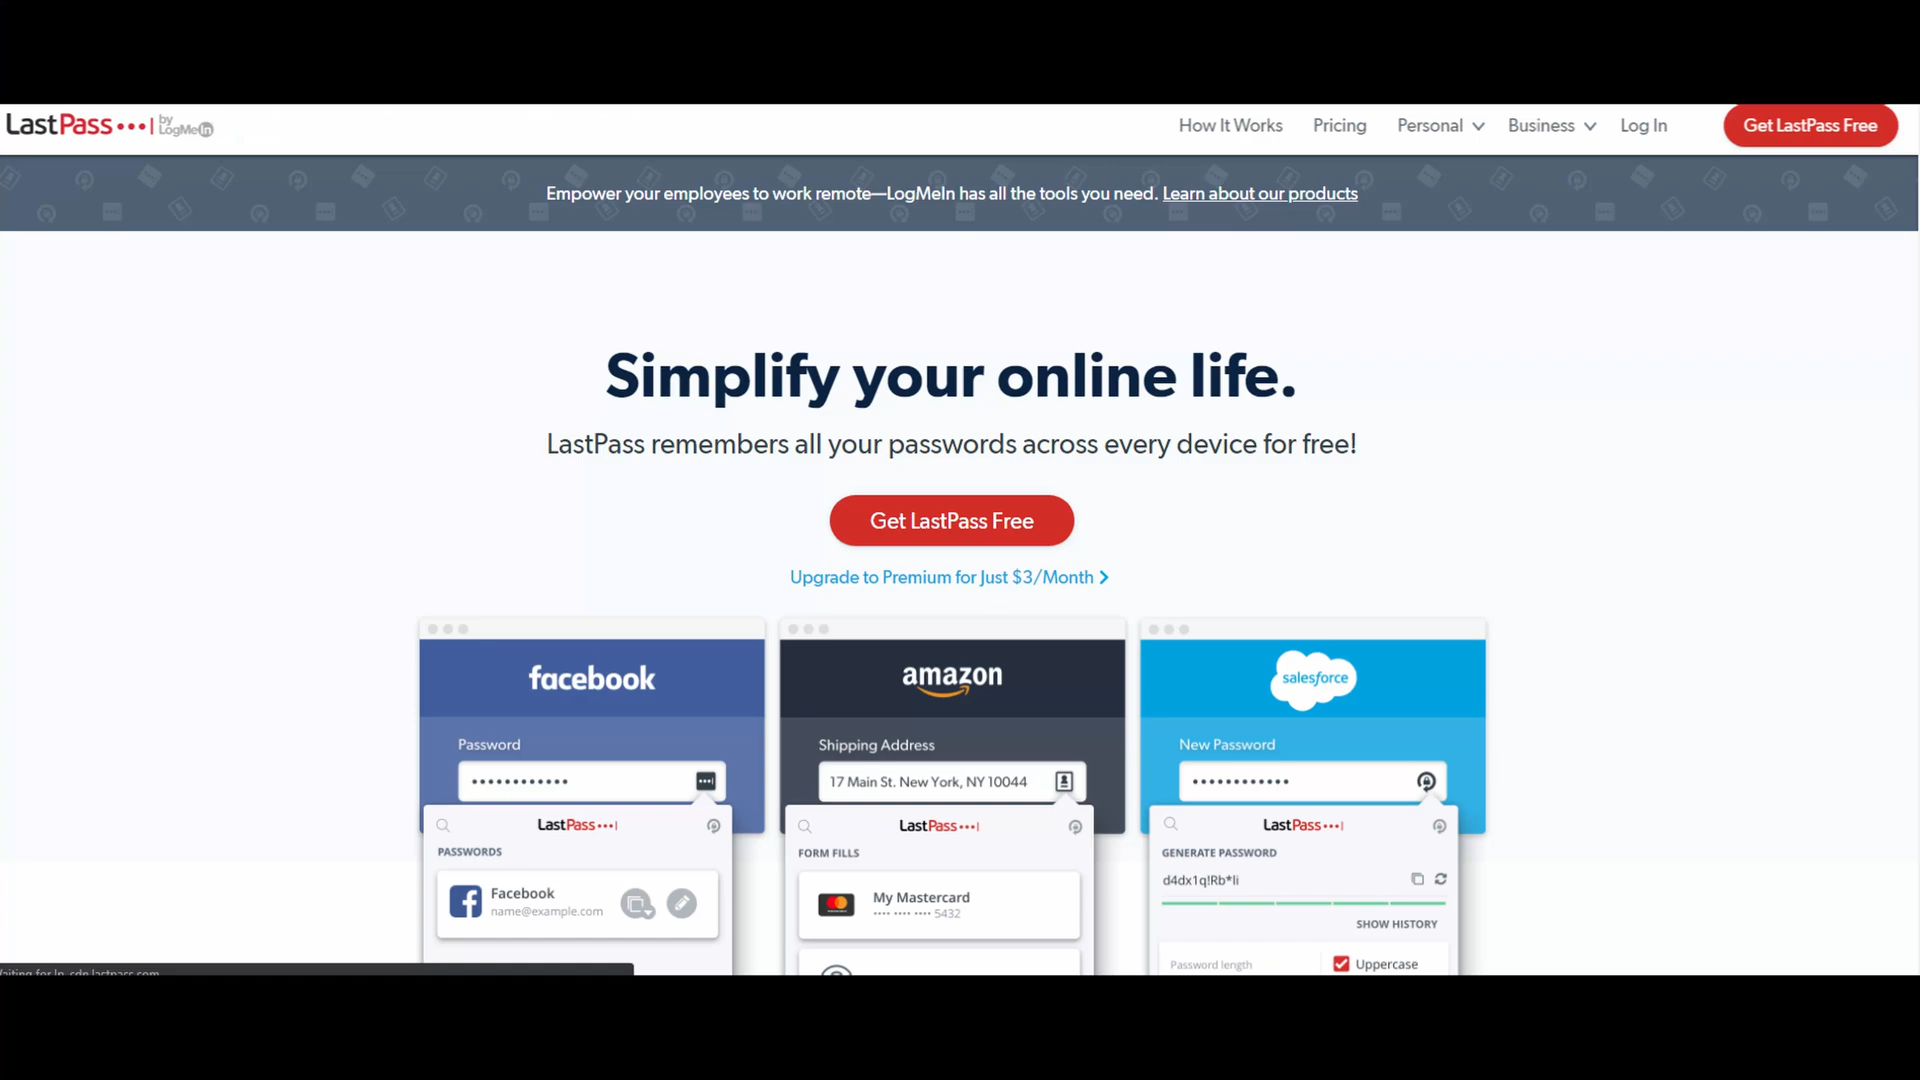 LastPass by LogMeIn
How It Works Pricing Personal Business Log In Get LastPass Free
Empower your employees to work remote—LogMeIn has all the tools you need. Learn about our products
Simplify your online life.
LastPass remembers all your passwords across every device for free!
Get LastPass Free
Upgrade to Premium for Just $3/Month
facebook
Password
LastPass
PASSWORDS
Facebook
name@example.com
amazon
Shipping Address
17 Main St. New York, NY 10044
LastPass
FORM FILLS
My Mastercard
•••• •••• •••• 5432
salesforce
New Password
LastPass
GENERATE PASSWORD
d4dx1q!Rb*li
SHOW HISTORY
Password length
Uppercase